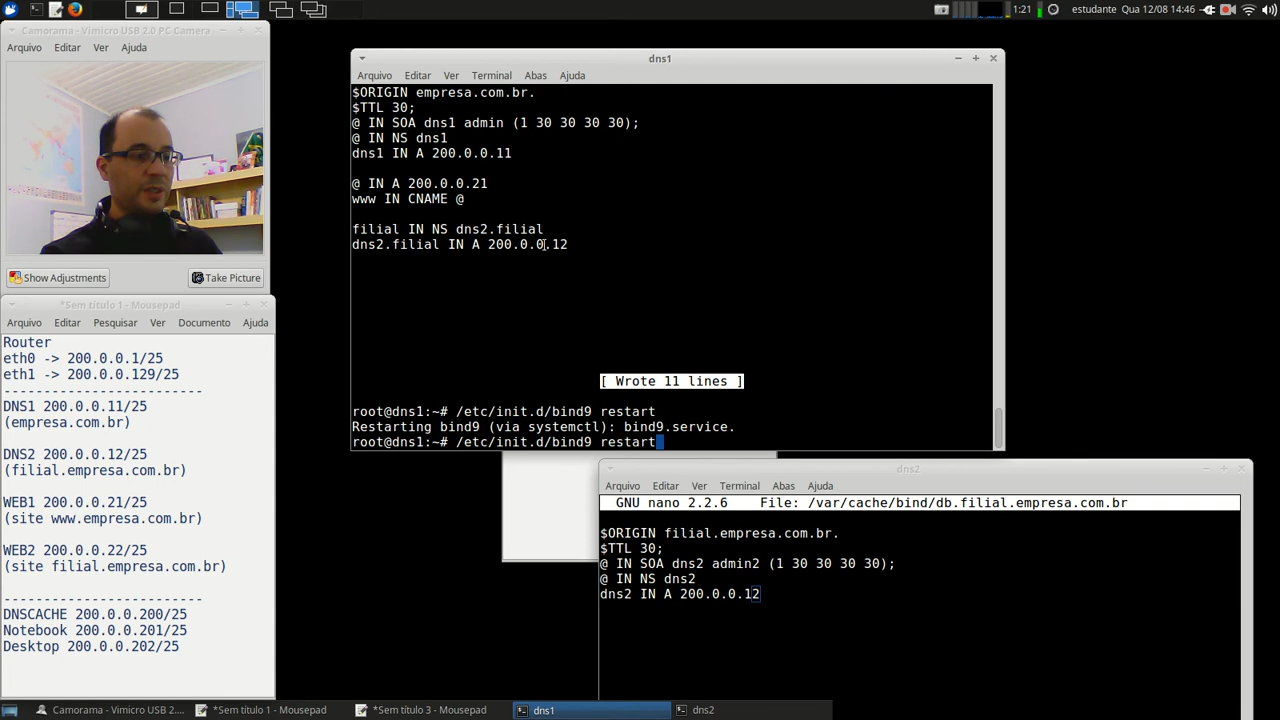 1:21
estudante Qua 12/08 14:46
Camorama - Vimicro USB 2.0 PC Camera
Arquivo Editar Ver Ajuda
Show Adjustments Take Picture
*Sem título 1 - Mousepad
Arquivo Editar Pesquisar Ver Documento Ajuda
Router
eth0 -> 200.0.0.1/25
eth1 -> 200.0.0.129/25
-------------------------
DNS1 200.0.0.11/25
(empresa.com.br)
DNS2 200.0.0.12/25
(filial.empresa.com.br)
WEB1 200.0.0.21/25
(site www.empresa.com.br)
WEB2 200.0.0.22/25
(site filial.empresa.com.br)
-------------------------
DNSCACHE 200.0.0.200/25
Notebook 200.0.0.201/25
Desktop 200.0.0.202/25
dns1
Arquivo Editar Ver Terminal Abas Ajuda
$ORIGIN empresa.com.br.
$TTL 30;
@ IN SOA dns1 admin (1 30 30 30 30);
@ IN NS dns1
dns1 IN A 200.0.0.11
@ IN A 200.0.0.21
www IN CNAME @
filial IN NS dns2.filial
dns2.filial IN A 200.0.0.12
[ Wrote 11 lines ]
root@dns1:~# /etc/init.d/bind9 restart
Restarting bind9 (via systemctl): bind9.service.
root@dns1:~# /etc/init.d/bind9 restart
dns2
Arquivo Editar Ver Terminal Abas Ajuda
GNU nano 2.2.6 File: /var/cache/bind/db.filial.empresa.com.br
$ORIGIN filial.empresa.com.br.
$TTL 30;
@ IN SOA dns2 admin2 (1 30 30 30 30);
@ IN NS dns2
dns2 IN A 200.0.0.12
Camorama - Vimicro USB 2.... *Sem título 1 - Mousepad *Sem título 3 - Mousepad dns1 dns2